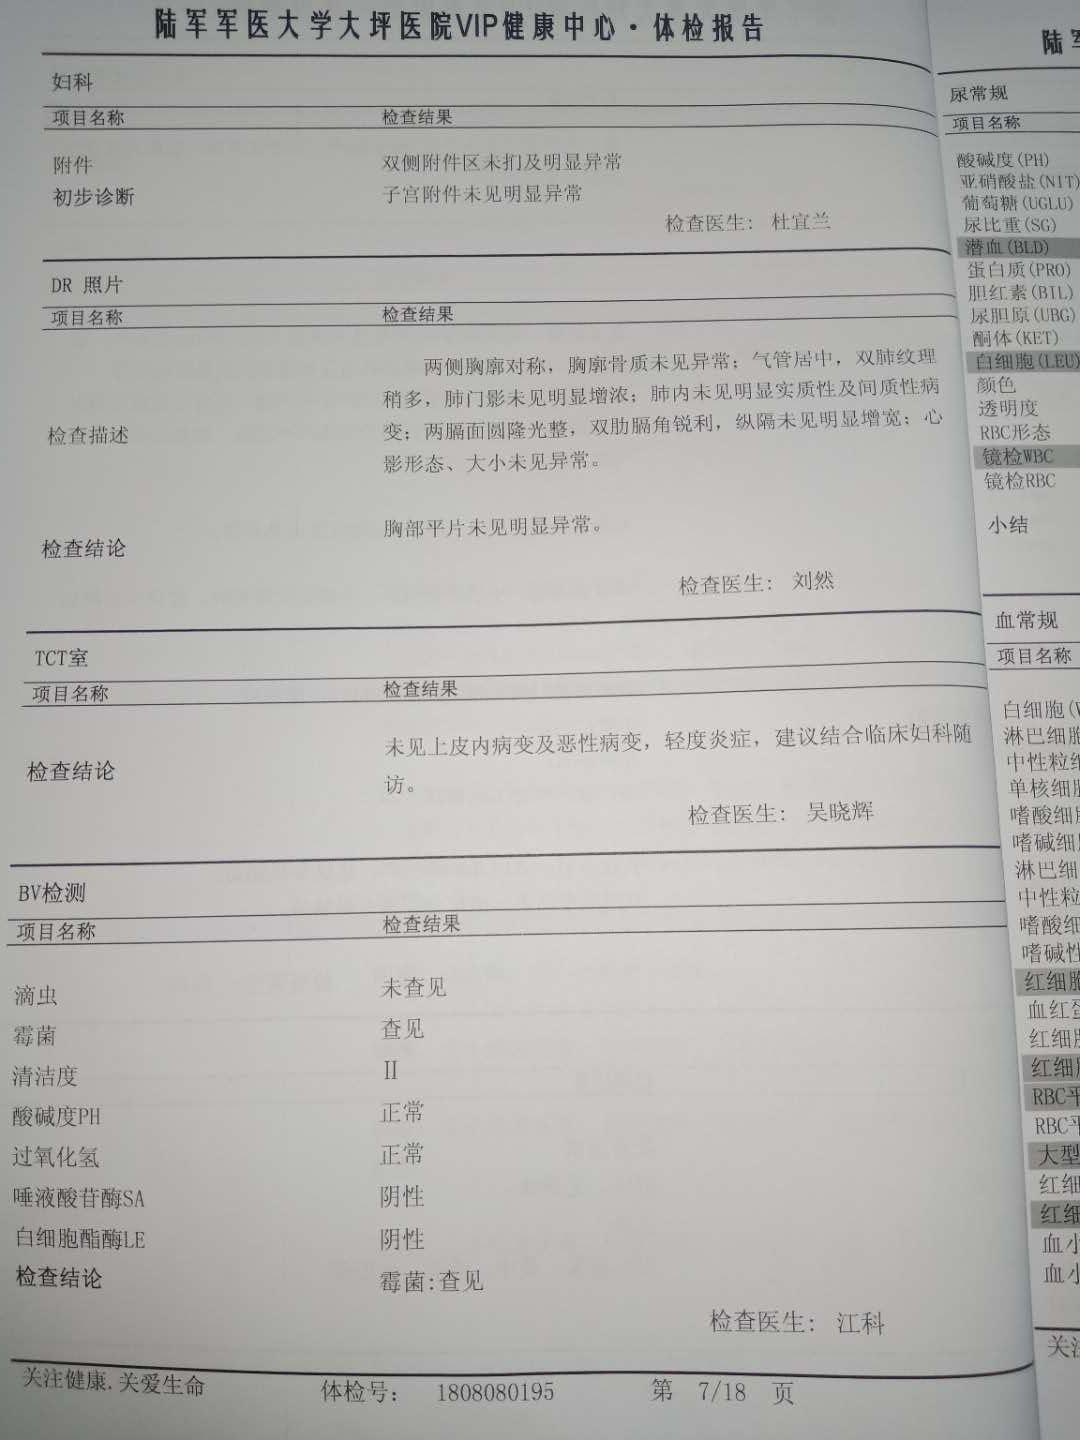 陆军军医大学大坪医院VIP健康中心·体检报告
妇科
项目名称 检查结果
附件 双侧附件区未扪及明显异常
初步诊断 子宫附件未见明显异常
检查医生: 杜宜兰
DR 照片
项目名称 检查结果
检查描述 两侧胸廓对称，胸廓骨质未见异常；气管居中，双肺纹理
稍多，肺门影未见明显增浓；肺内未见明显实质性及间质性病
变；两膈面圆隆光整，双肋膈角锐利，纵隔未见明显增宽；心
影形态、大小未见异常。
检查结论 胸部平片未见明显异常。
检查医生: 刘然
TCT室
项目名称 检查结果
检查结论 未见上皮内病变及恶性病变，轻度炎症，建议结合临床妇科随
访。
检查医生: 吴晓辉
BV检测
项目名称 检查结果
滴虫 未查见
霉菌 查见
清洁度 II
酸碱度PH 正常
过氧化氢 正常
唾液酸苷酶SA 阴性
白细胞酯酶LE 阴性
检查结论 霉菌:查见
检查医生: 江科
关注健康.关爱生命 体检号: 1808080195 第 7/18 页
陆军
尿常规
项目名称
酸碱度(PH)
亚硝酸盐(NIT)
葡萄糖(UGLU)
尿比重(SG)
潜血(BLD)
蛋白质(PRO)
胆红素(BIL)
尿胆原(UBG)
酮体(KET)
白细胞(LEU)
颜色
透明度
RBC形态
镜检WBC
镜检RBC
小结
血常规
项目名称
白细胞(W
淋巴细胞
中性粒细
单核细胞
嗜酸细胞
嗜碱细胞
淋巴细
中性粒
嗜酸细
嗜碱性
红细胞
血红蛋
红细胞
红细胞
RBC平
RBC平
大型
红细
红细
血小
血小
关注